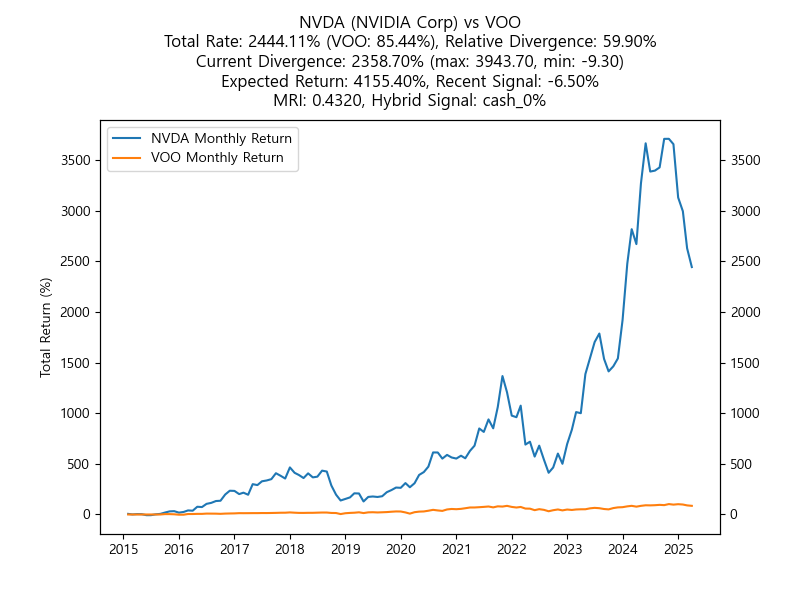 NVDA (NVIDIA Corp) vs VOO
Total Rate: 2444.11% (VOO: 85.44%), Relative Divergence: 59.90%
Current Divergence: 2358.70% (max: 3943.70, min: -9.30)
Expected Return: 4155.40%, Recent Signal: -6.50%
MRI: 0.4320, Hybrid Signal: cash_0%
NVDA Monthly Return
VOO Monthly Return
Total Return (%)
3500 3500
3000 3000
2500 2500
2000 2000
1500 1500
1000 1000
500 500
0 0
2015 2016 2017 2018 2019 2020 2021 2022 2023 2024 2025